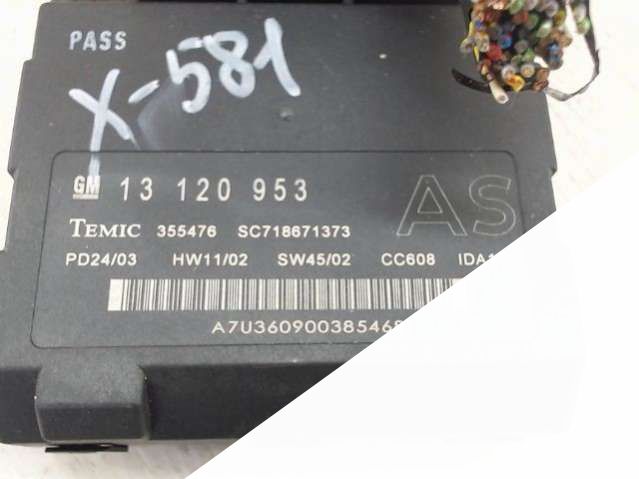 PASS
X-581
GM 13 120 953 AS
TEMIC 355476 SC718671373
PD24/03 HW11/02 SW45/02 CC608